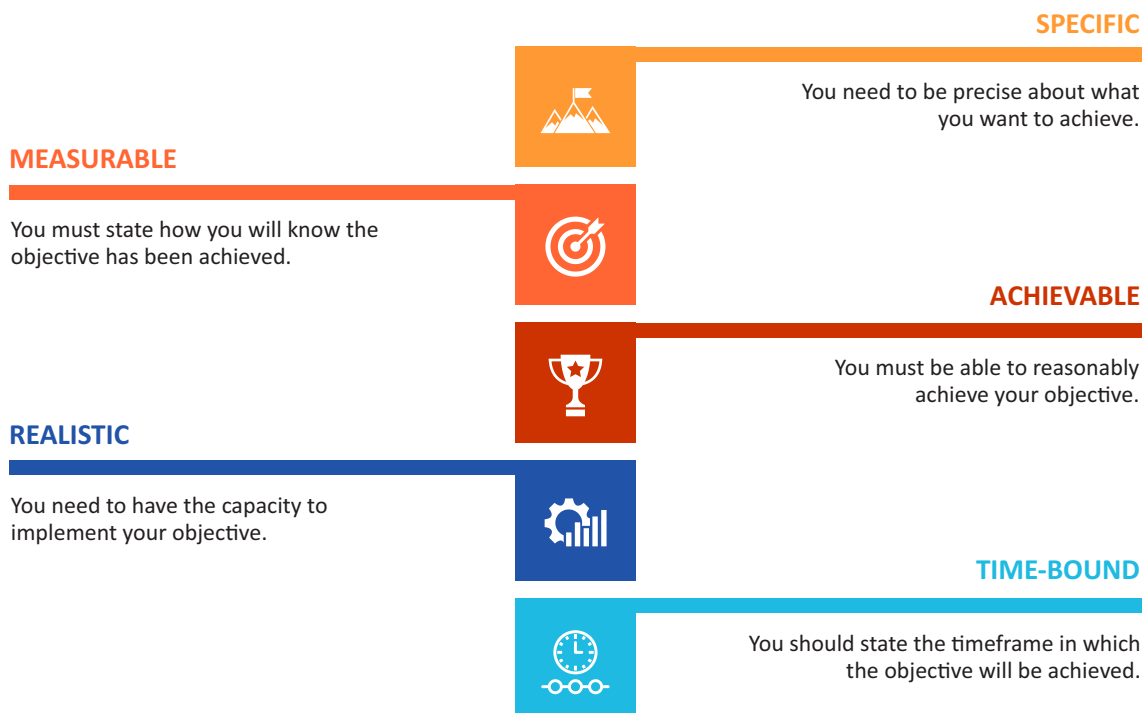 SPECIFIC
You need to be precise about what
you want to achieve.
MEASURABLE
You must state how you will know the
objective has been achieved.
ACHIEVABLE
You must be able to reasonably
achieve your objective.
REALISTIC
You need to have the capacity to
implement your objective.
TIME-BOUND
You should state the timeframe in which
the objective will be achieved.